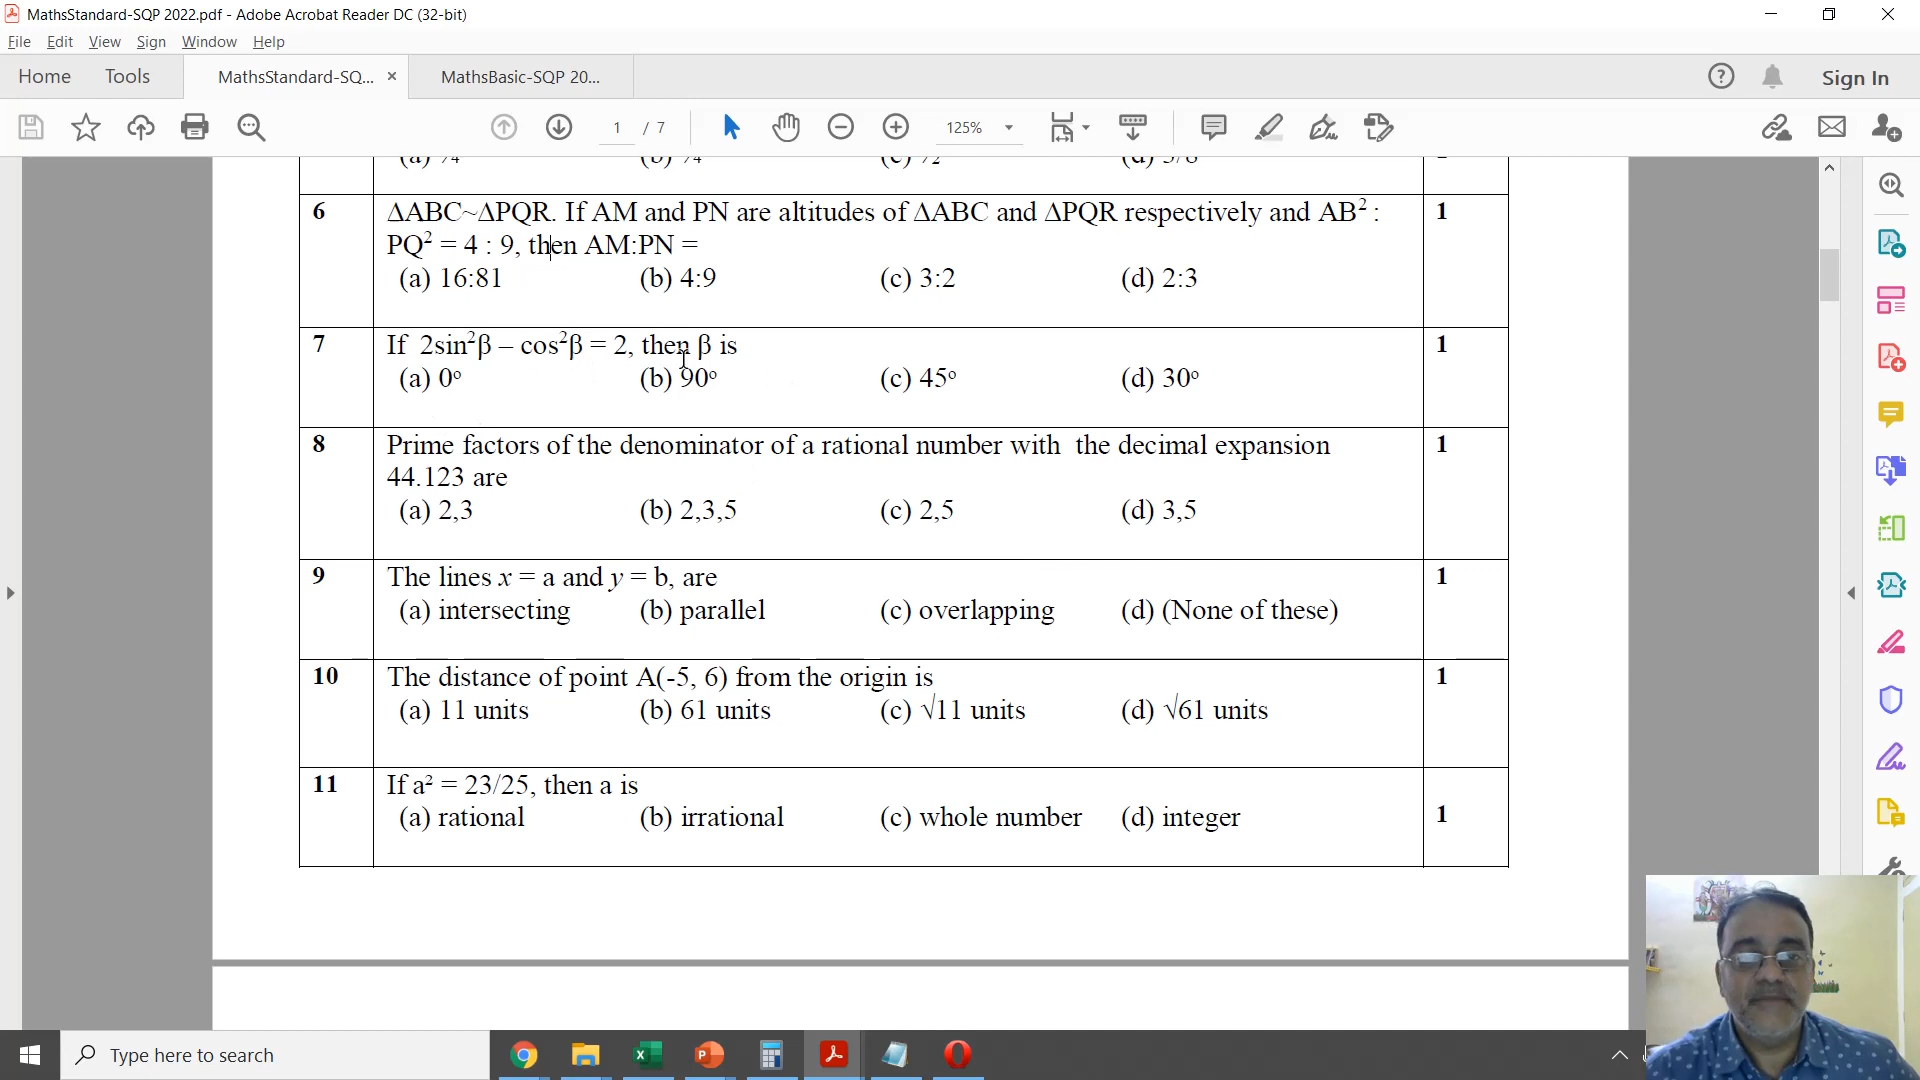 MathsStandard-SQP 2022.pdf - Adobe Acrobat Reader DC (32-bit)
File Edit View Sign Window Help
Home Tools MathsStandard-SQ... × MathsBasic-SQP 20... Sign In
1 / 7 125%
6 ΔABC~ΔPQR. If AM and PN are altitudes of ΔABC and ΔPQR respectively and AB² : 1
PQ² = 4 : 9, then AM:PN =
(a) 16:81 (b) 4:9 (c) 3:2 (d) 2:3
7 If 2sin²β – cos²β = 2, then β is 1
(a) 0º (b) 90º (c) 45º (d) 30º
8 Prime factors of the denominator of a rational number with the decimal expansion 1
44.123 are
(a) 2,3 (b) 2,3,5 (c) 2,5 (d) 3,5
9 The lines x = a and y = b, are 1
(a) intersecting (b) parallel (c) overlapping (d) (None of these)
10 The distance of point A(-5, 6) from the origin is 1
(a) 11 units (b) 61 units (c) √11 units (d) √61 units
11 If a² = 23/25, then a is
(a) rational (b) irrational (c) whole number (d) integer 1
Type here to search